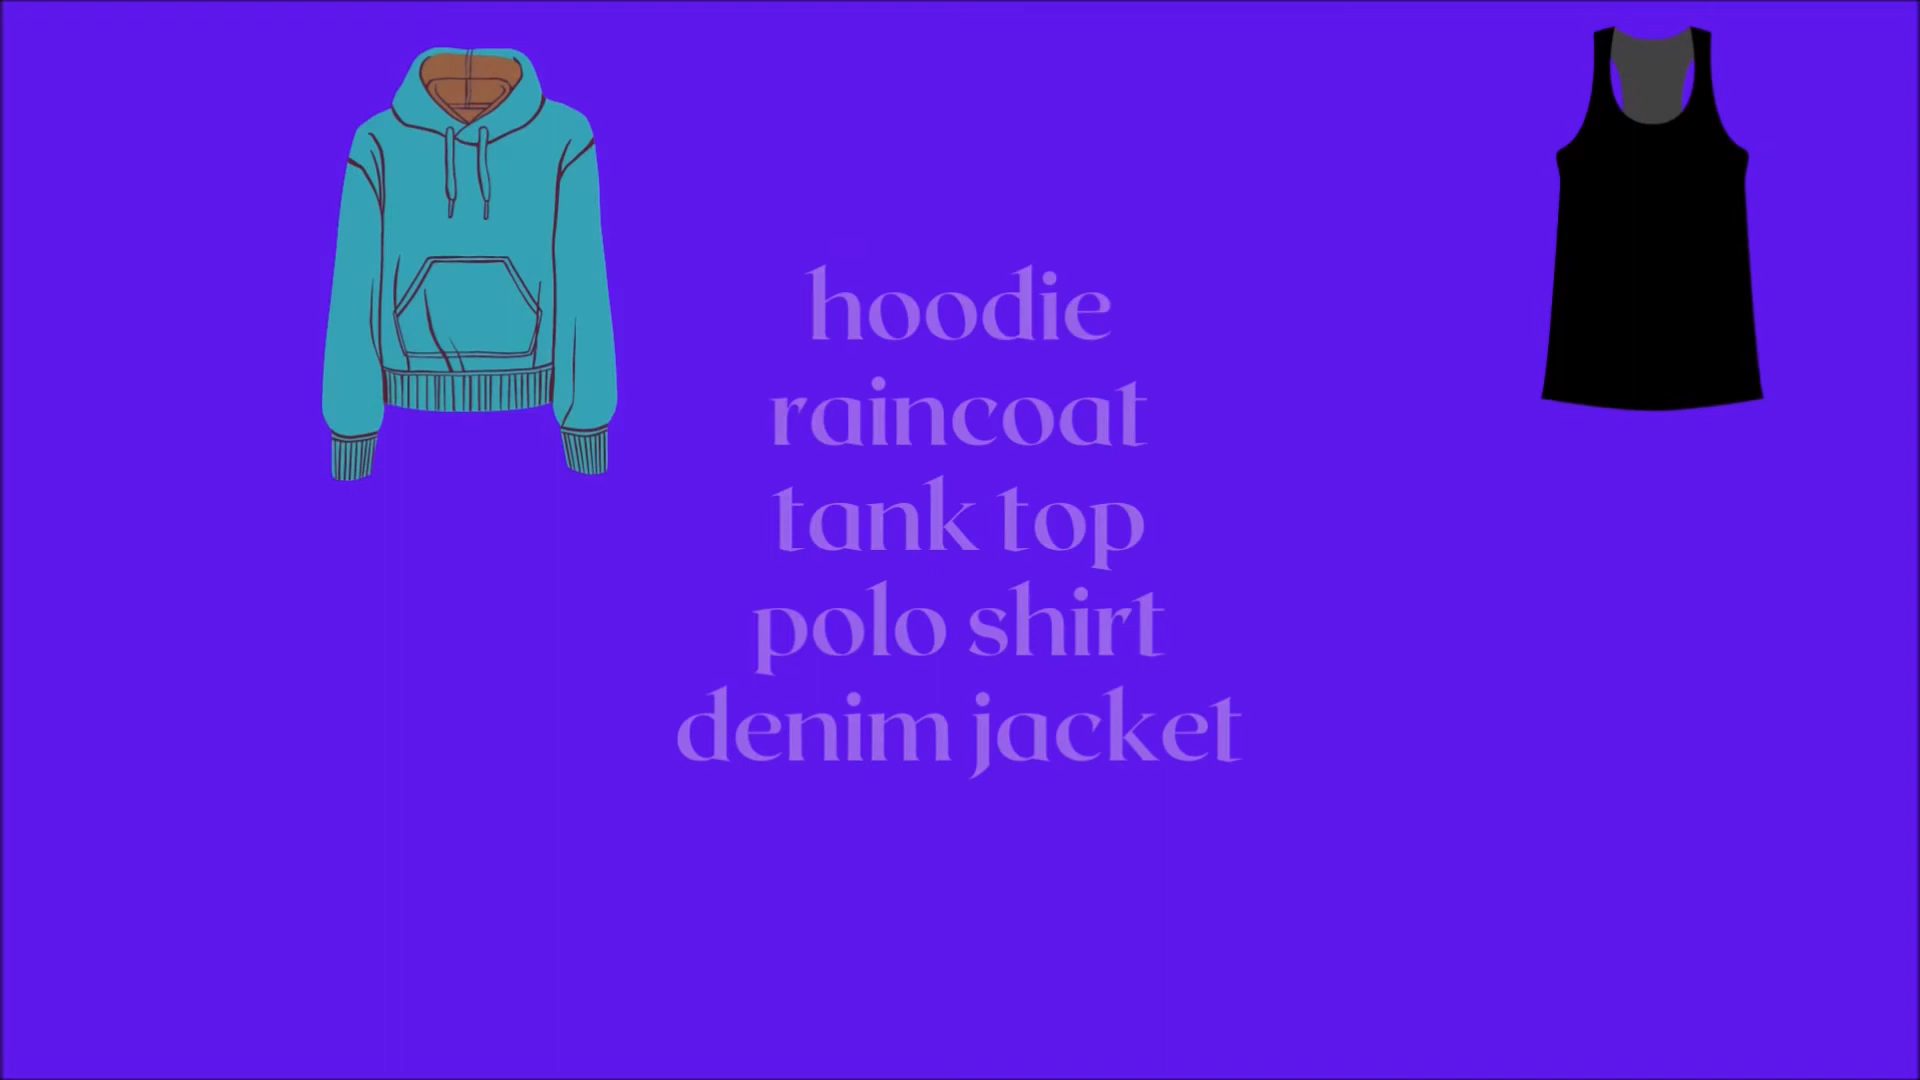 hoodie
raincoat
tank top
polo shirt
denim jacket